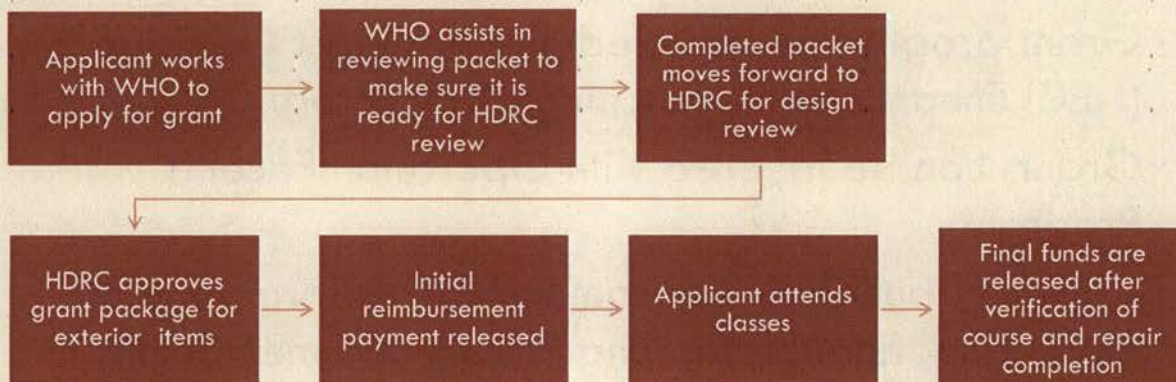 Applicant works
with WHO to
apply for grant
WHO assists in
reviewing packet to
make sure it is
ready for HDRC
review
Completed packet
moves forward to
HDRC for design
review
HDRC approves
grant package for
exterior items
Initial
reimbursement
payment released
Applicant attends
classes
Final funds are
released after
verification of
course and repair
completion